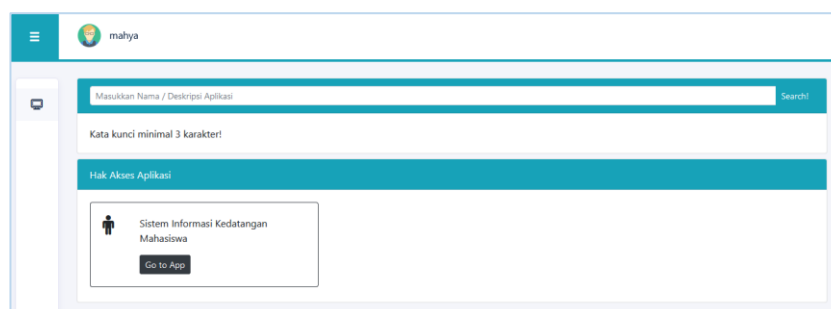 mahya
Masukkan Nama / Deskripsi Aplikasi
Search!
Kata kunci minimal 3 karakter!
Hak Akses Aplikasi
Sistem Informasi Kedatangan
Mahasiswa
Go to App